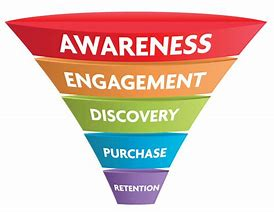 AWARENESS
ENGAGEMENT
DISCOVERY
PURCHASE
RETENTION